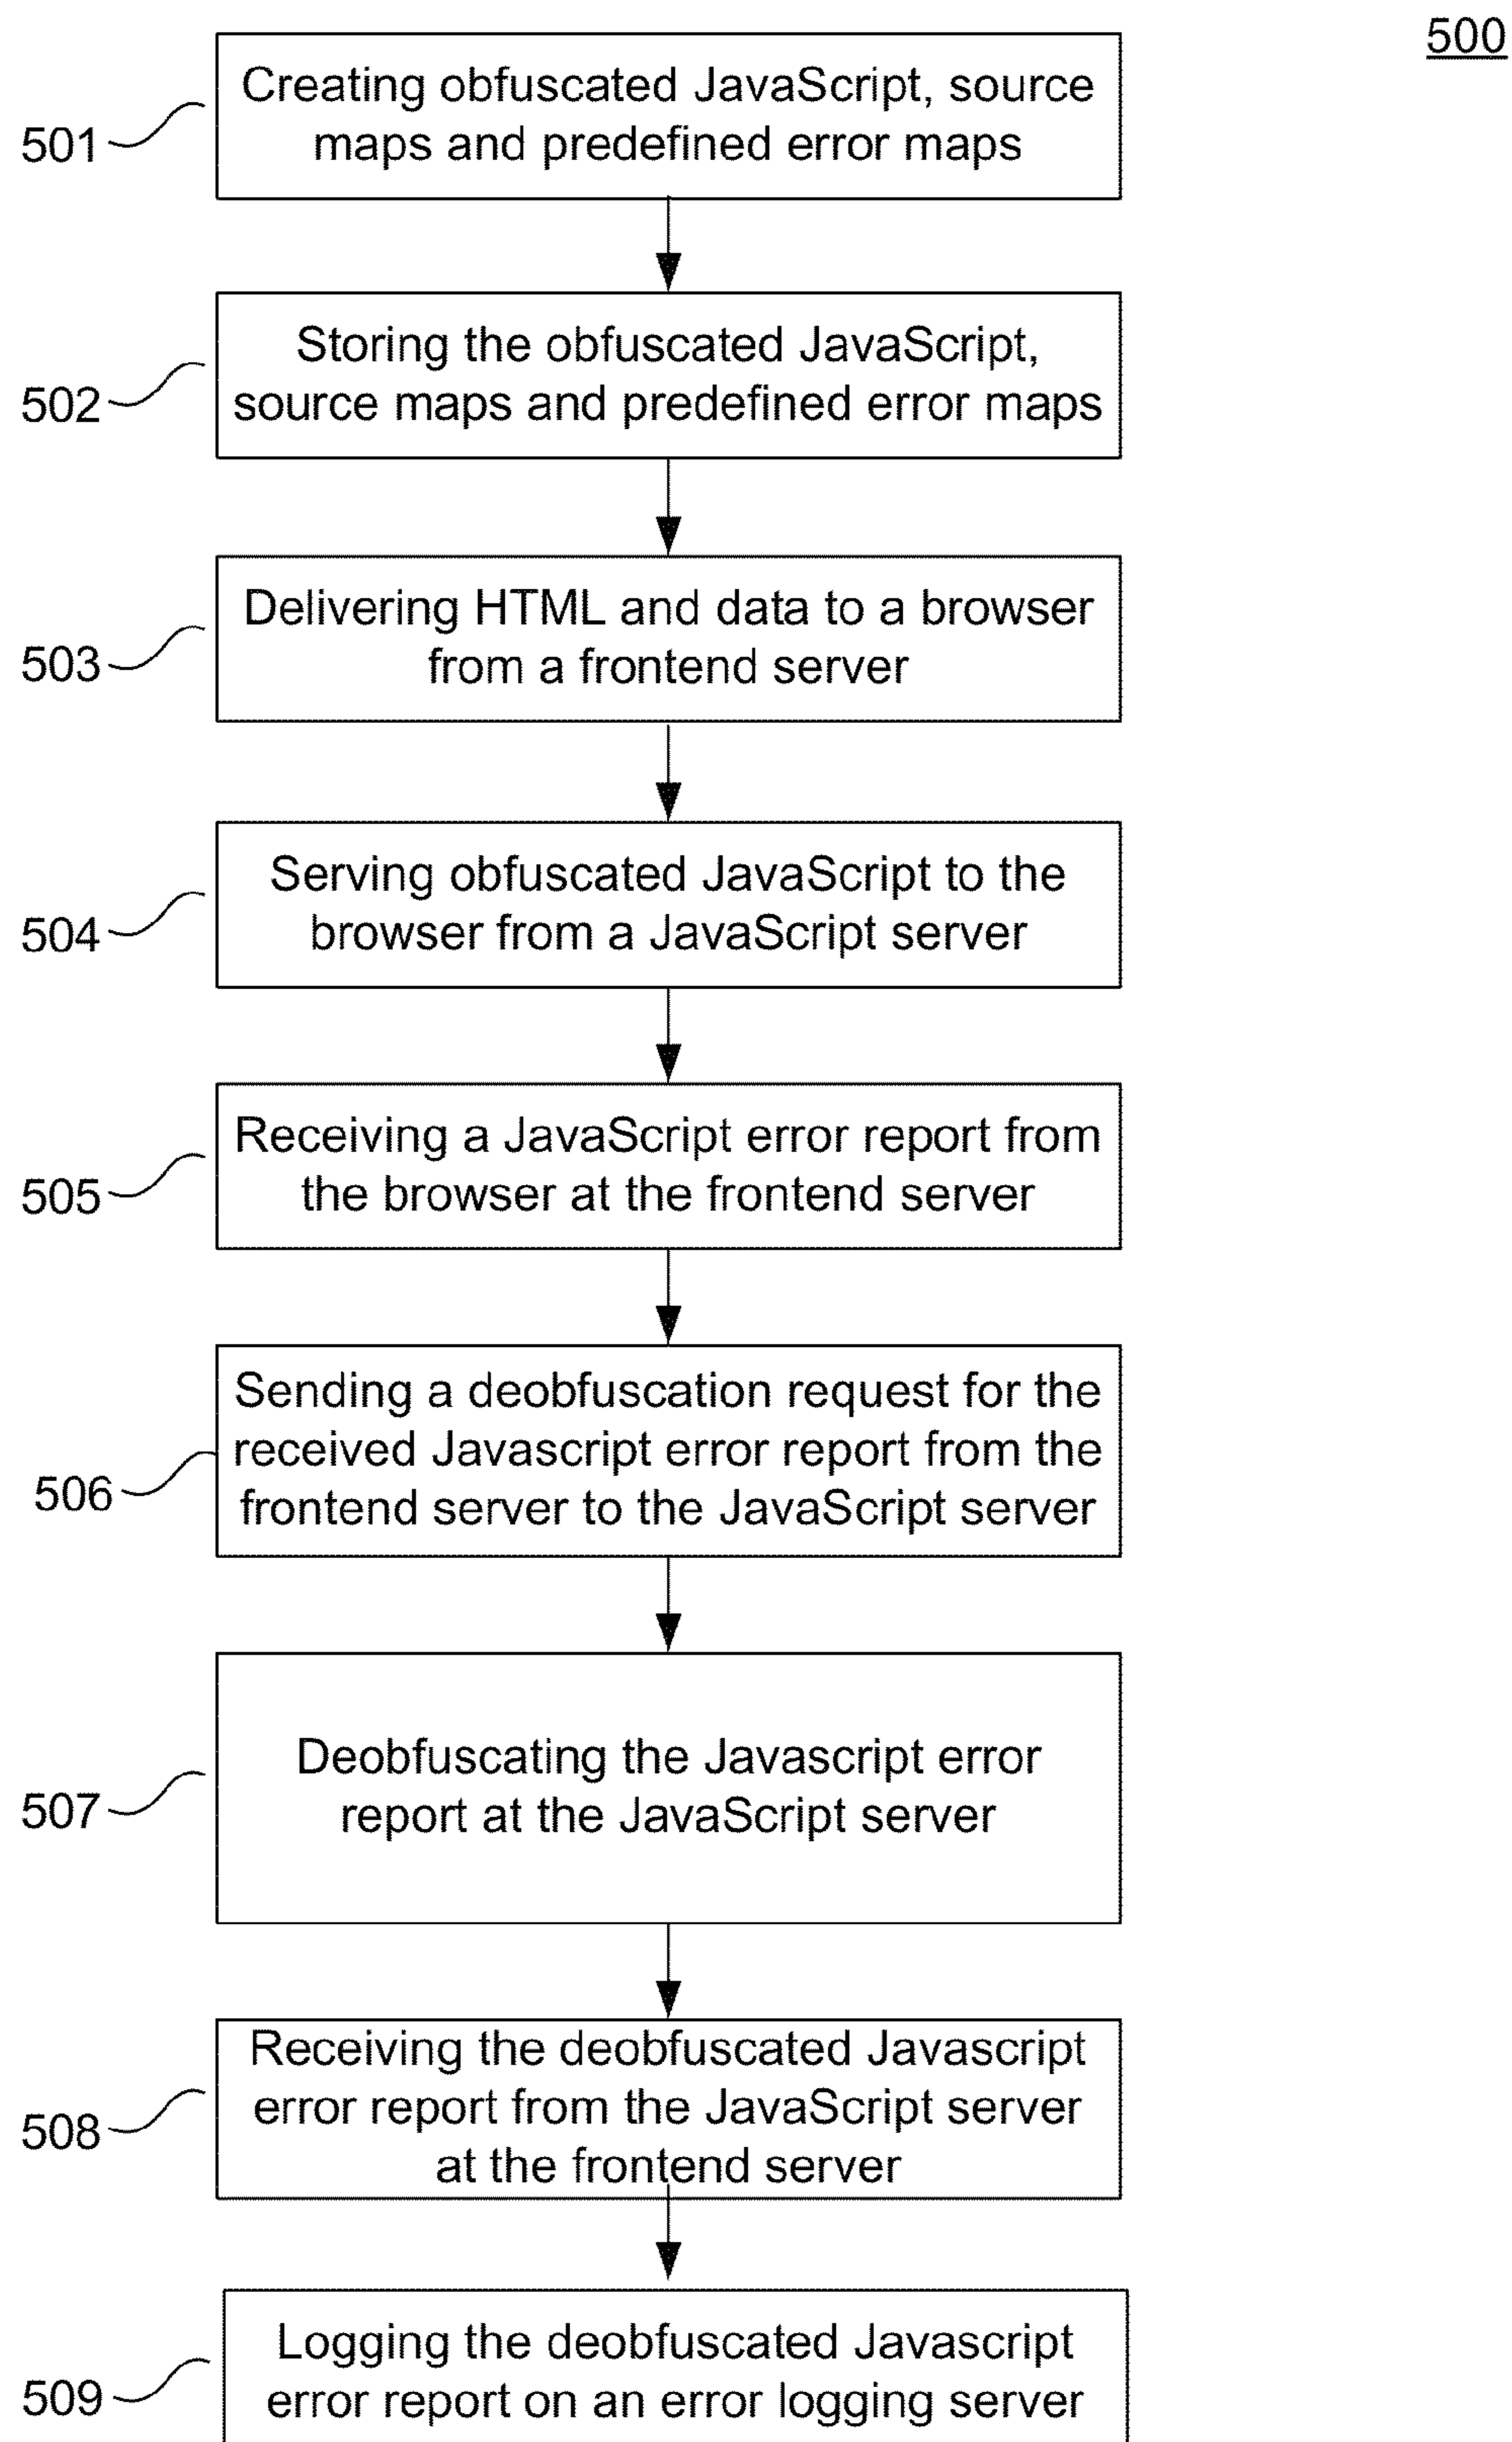 500
501
Creating obfuscated JavaScript, source
maps and predefined error maps
502
Storing the obfuscated JavaScript,
source maps and predefined error maps
503
Delivering HTML and data to a browser
from a frontend server
504
Serving obfuscated JavaScript to the
browser from a JavaScript server
505
Receiving a JavaScript error report from
the browser at the frontend server
506
Sending a deobfuscation request for the
received Javascript error report from the
frontend server to the JavaScript server
507
Deobfuscating the Javascript error
report at the JavaScript server
508
Receiving the deobfuscated Javascript
error report from the JavaScript server
at the frontend server
509
Logging the deobfuscated Javascript
error report on an error logging server